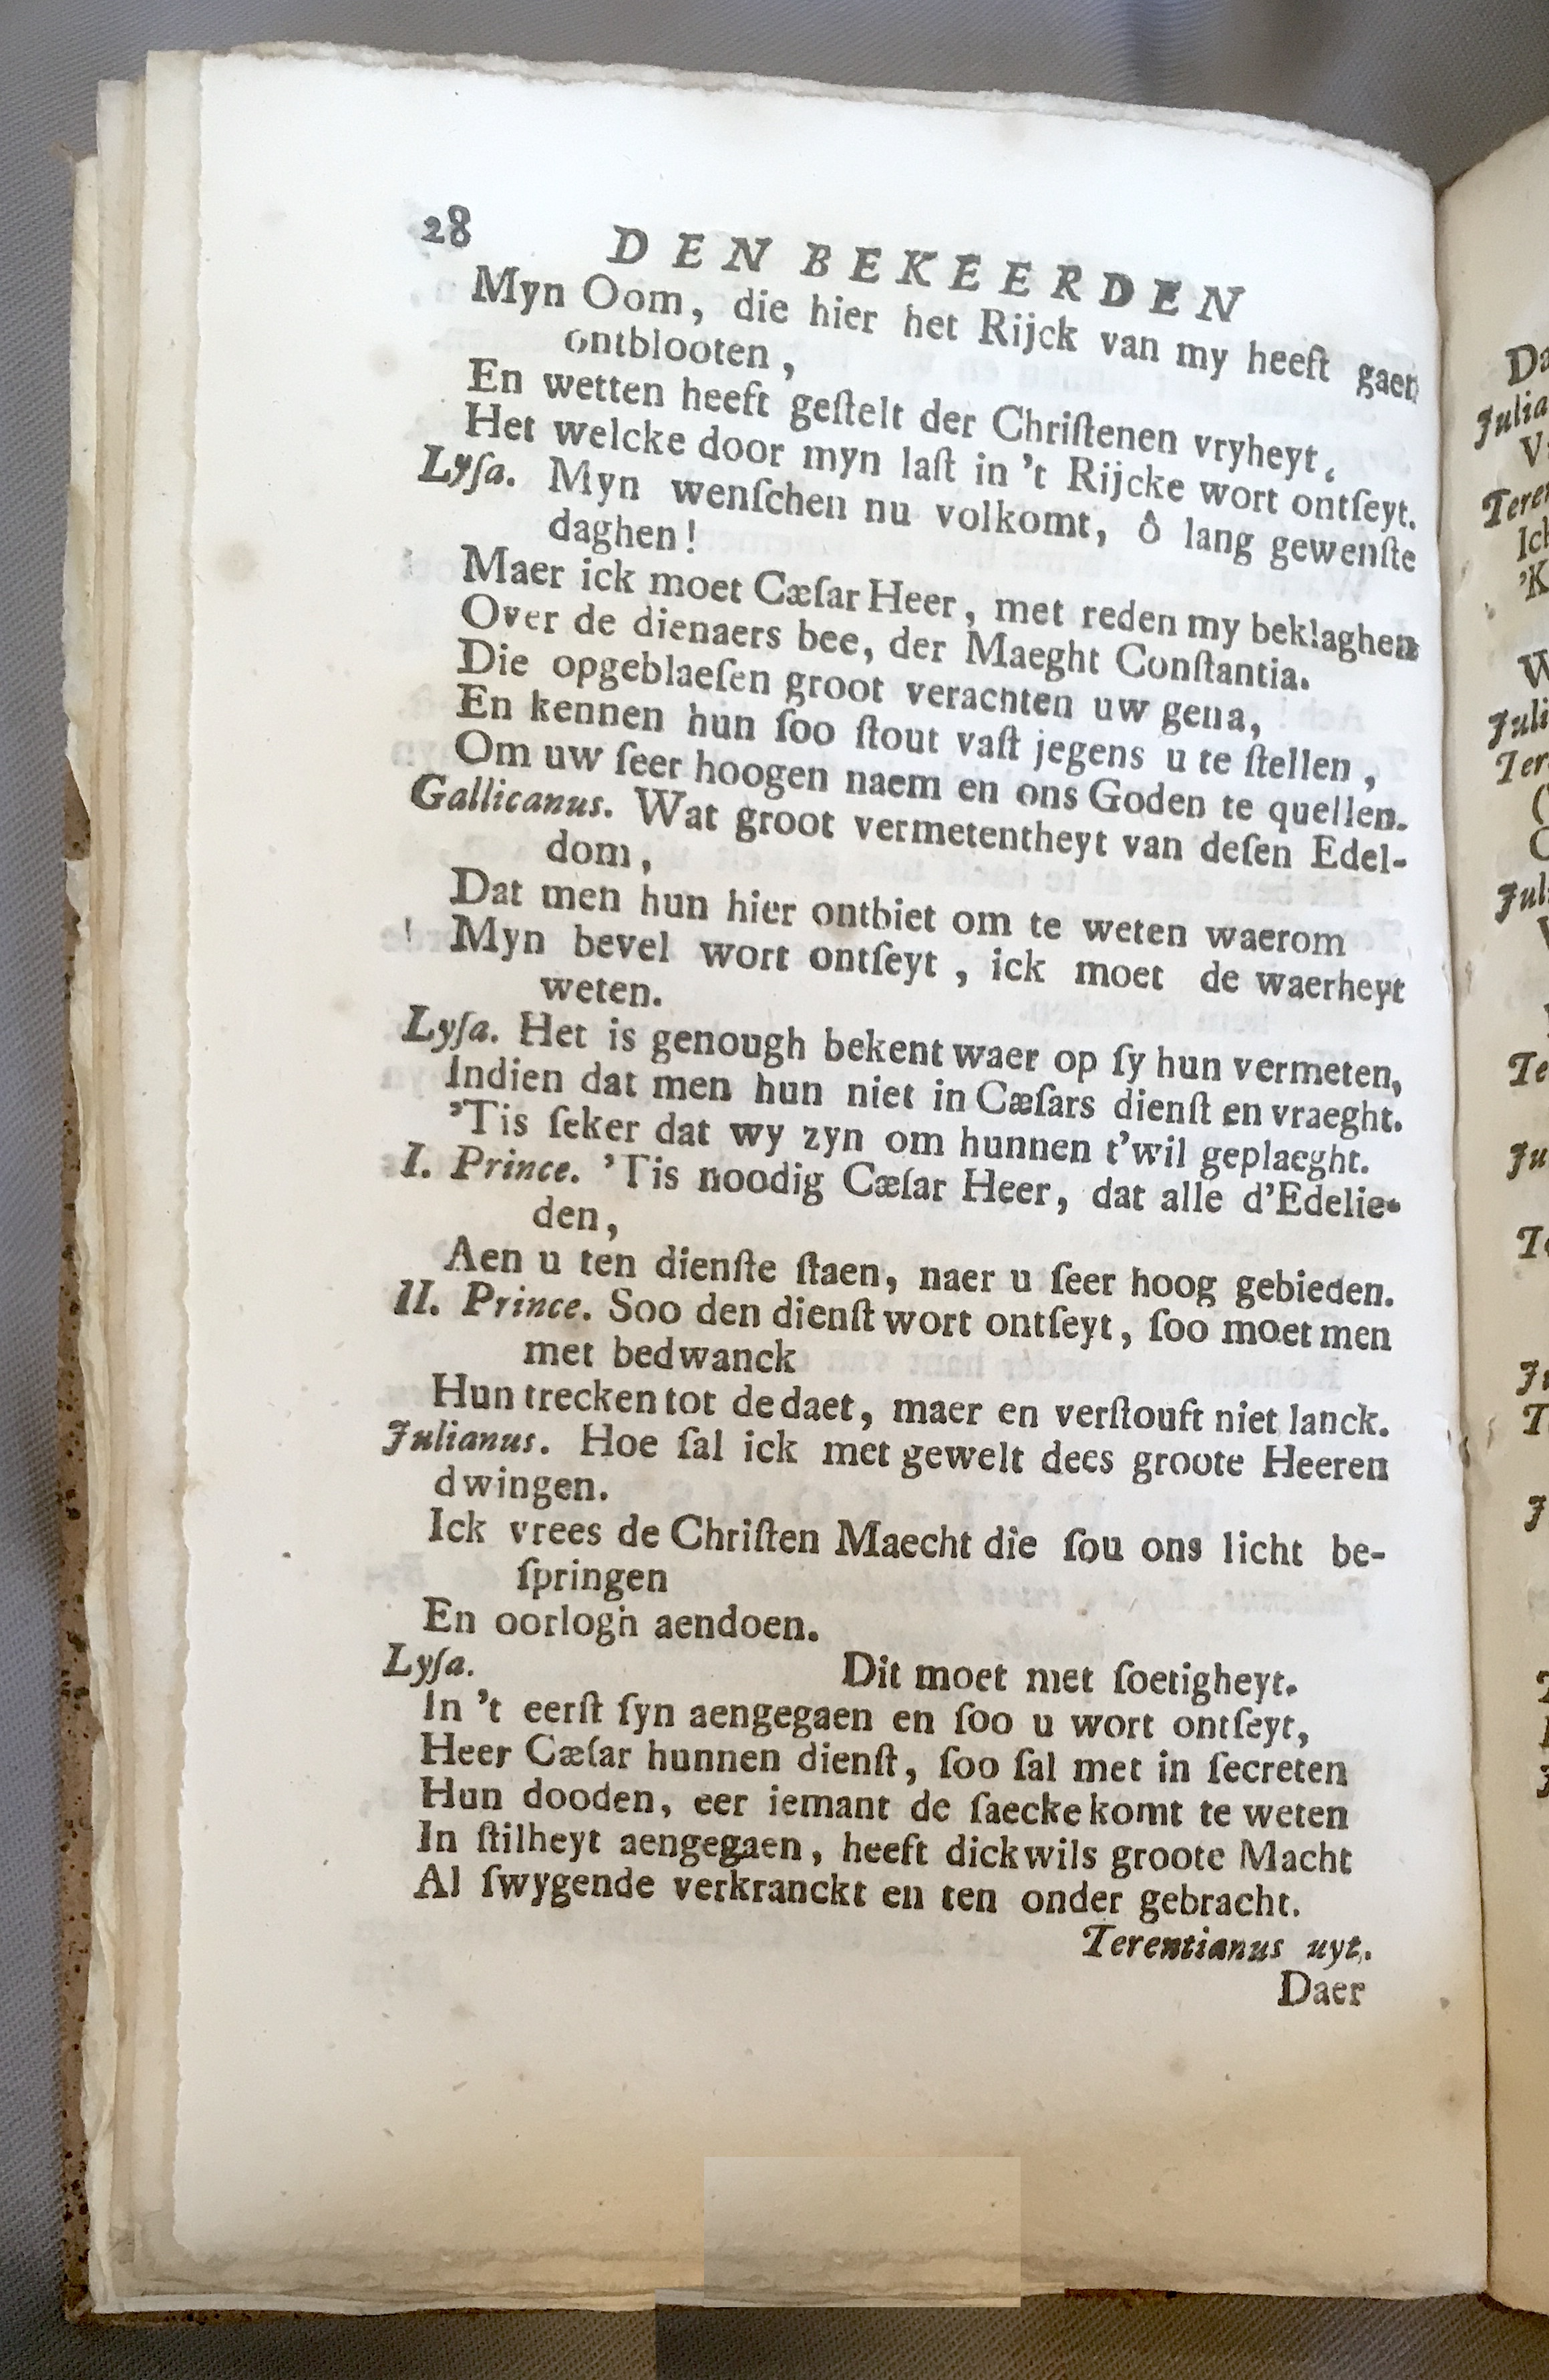 28 DEN BEKEERDEN
Myn Oom, die hier het Rijck van my heeft gaen
ontblooten,
En wetten heeft geſtelt der Chriſtenen vryheyt,
Het welcke door myn laſt in 't Rijcke wort ontſeyt.
Lyſa. Myn wenſchen nu volkomt, ô lang gewenſte
daghen!
Maer ick moet Cæſar Heer, met reden my beklaghen
Over de dienaers bee, der Maeght Conſtantia.
Die opgeblaeſen groot verachten uw gena,
En kennen hun ſoo ſtout vaſt jegens u te ſtellen,
Om uw ſeer hoogen naem en ons Goden te quellen.
Gallicanus. Wat groot vermetentheyt van deſen Edel-
dom,
Dat men hun hier ontbiet om te weten waerom
Myn bevel wort ontſeyt, ick moet de waerheyt
weten.
Lyſa. Het is genough bekent waer op ſy hun vermeten,
Indien dat men hun niet in Cæſars dienſt en vraeght.
'Tis ſeker dat wy zyn om hunnen t'wil geplaeght.
I. Prince. 'Tis noodig Cæſar Heer, dat alle d'Edelie-
den,
Aen u ten dienſte ſtaen, naer u ſeer hoog gebieden.
II. Prince. Soo den dienſt wort ontſeyt, ſoo moet men
met bedwanck
Hun trecken tot de daet, maer en verſtouft niet lanck.
Julianus. Hoe ſal ick met gewelt dees groote Heeren
dwingen.
Ick vrees de Chriſten Maecht die ſou ons licht be-
ſpringen
En oorlogh aendoen.
Lyſa. Dit moet met ſoetigheyt.
In 't eerſt ſyn aengegaen en ſoo u wort ontſeyt,
Heer Cæſar hunnen dienſt, ſoo ſal met in ſecreten
Hun dooden, eer iemant de ſaecke komt te weten
In ſtilheyt aengegaen, heeft dickwils groote Macht
Al ſwygende verkranckt en ten onder gebracht.
Terentianus uyt.
Daer